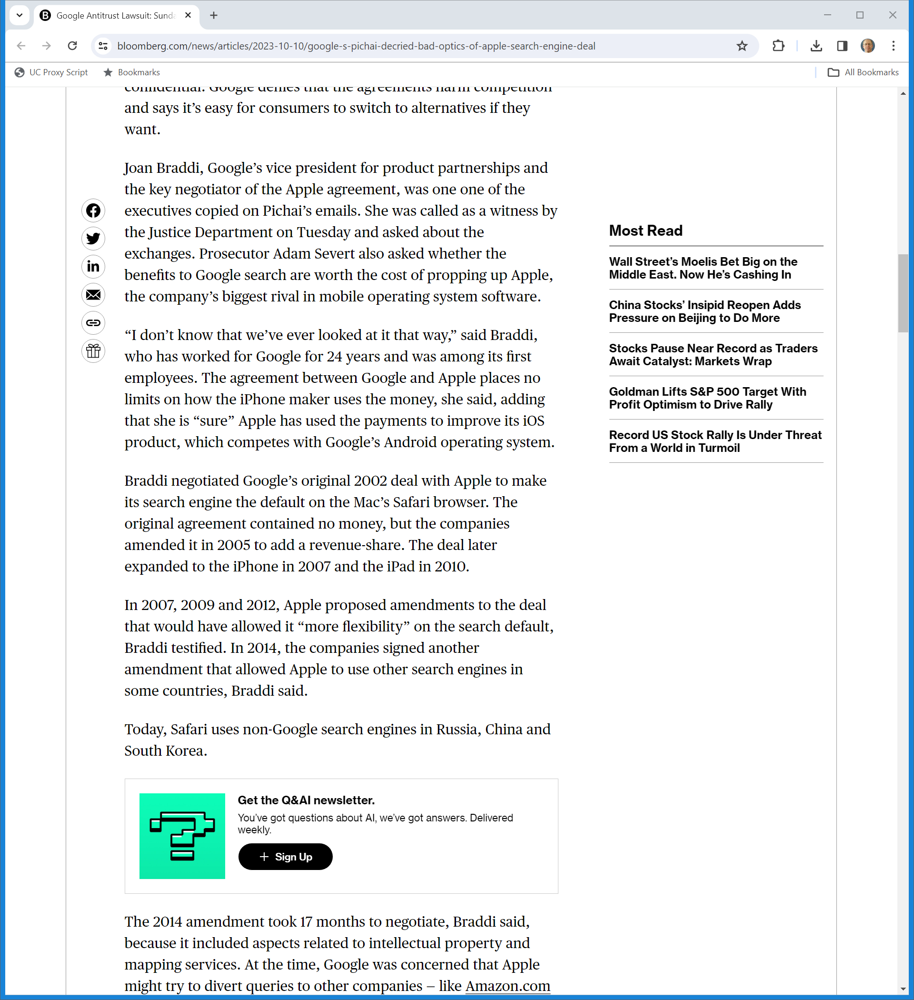 Google Antitrust Lawsuit: Sunda
bloomberg.com/news/articles/2023-10-10/google-s-pichai-decried-bad-optics-of-apple-search-engine-deal
UC Proxy Script
Bookmarks
All Bookmarks
confidential. Google denies that the agreements harm competition
and says it’s easy for consumers to switch to alternatives if they
want.
Joan Braddi, Google’s vice president for product partnerships and
the key negotiator of the Apple agreement, was one one of the
executives copied on Pichai’s emails. She was called as a witness by
the Justice Department on Tuesday and asked about the
exchanges. Prosecutor Adam Severt also asked whether the
benefits to Google search are worth the cost of propping up Apple,
the company’s biggest rival in mobile operating system software.
“I don’t know that we’ve ever looked at it that way,” said Braddi,
who has worked for Google for 24 years and was among its first
employees. The agreement between Google and Apple places no
limits on how the iPhone maker uses the money, she said, adding
that she is “sure” Apple has used the payments to improve its iOS
product, which competes with Google’s Android operating system.
Braddi negotiated Google’s original 2002 deal with Apple to make
its search engine the default on the Mac’s Safari browser. The
original agreement contained no money, but the companies
amended it in 2005 to add a revenue-share. The deal later
expanded to the iPhone in 2007 and the iPad in 2010.
In 2007, 2009 and 2012, Apple proposed amendments to the deal
that would have allowed it “more flexibility” on the search default,
Braddi testified. In 2014, the companies signed another
amendment that allowed Apple to use other search engines in
some countries, Braddi said.
Today, Safari uses non-Google search engines in Russia, China and
South Korea.
Get the Q&AI newsletter.
You’ve got questions about AI, we’ve got answers. Delivered
weekly.
Sign Up
The 2014 amendment took 17 months to negotiate, Braddi said,
because it included aspects related to intellectual property and
mapping services. At the time, Google was concerned that Apple
might try to divert queries to other companies – like Amazon.com
Most Read
Wall Street’s Moelis Bet Big on the
Middle East. Now He’s Cashing In
China Stocks’ Insipid Reopen Adds
Pressure on Beijing to Do More
Stocks Pause Near Record as Traders
Await Catalyst: Markets Wrap
Goldman Lifts S&P 500 Target With
Profit Optimism to Drive Rally
Record US Stock Rally Is Under Threat
From a World in Turmoil